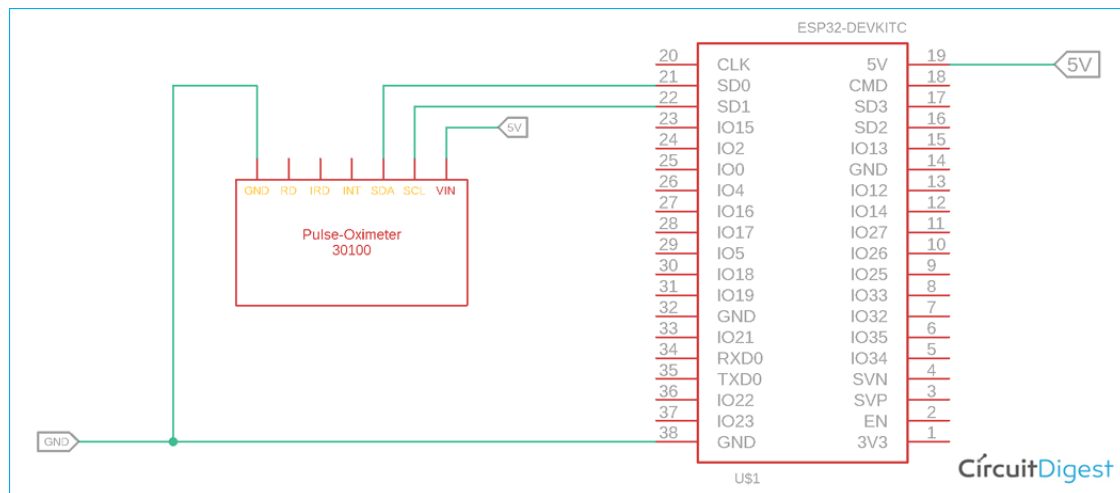 ESP32-DEVKITC
20 CLK 5V 19
5V
21 SD0 CMD 18
22 SD1 SD3 17
23 IO15 SD2 16
5V
24 IO2 IO13 15
25 IO0 GND 14
GND RD IRD INT SDA SCL VIN
26 IO4 IO12 13
27 IO16 IO14 12
Pulse-Oximeter
30100
28 IO17 IO27 11
29 IO5 IO26 10
30 IO18 IO25 9
31 IO19 IO33 8
32 GND IO32 7
33 IO21 IO35 6
34 RXD0 IO34 5
35 TXD0 SVN 4
36 IO22 SVP 3
37 IO23 EN 2
GND
38 GND 3V3 1
CircuitDigest
U$1